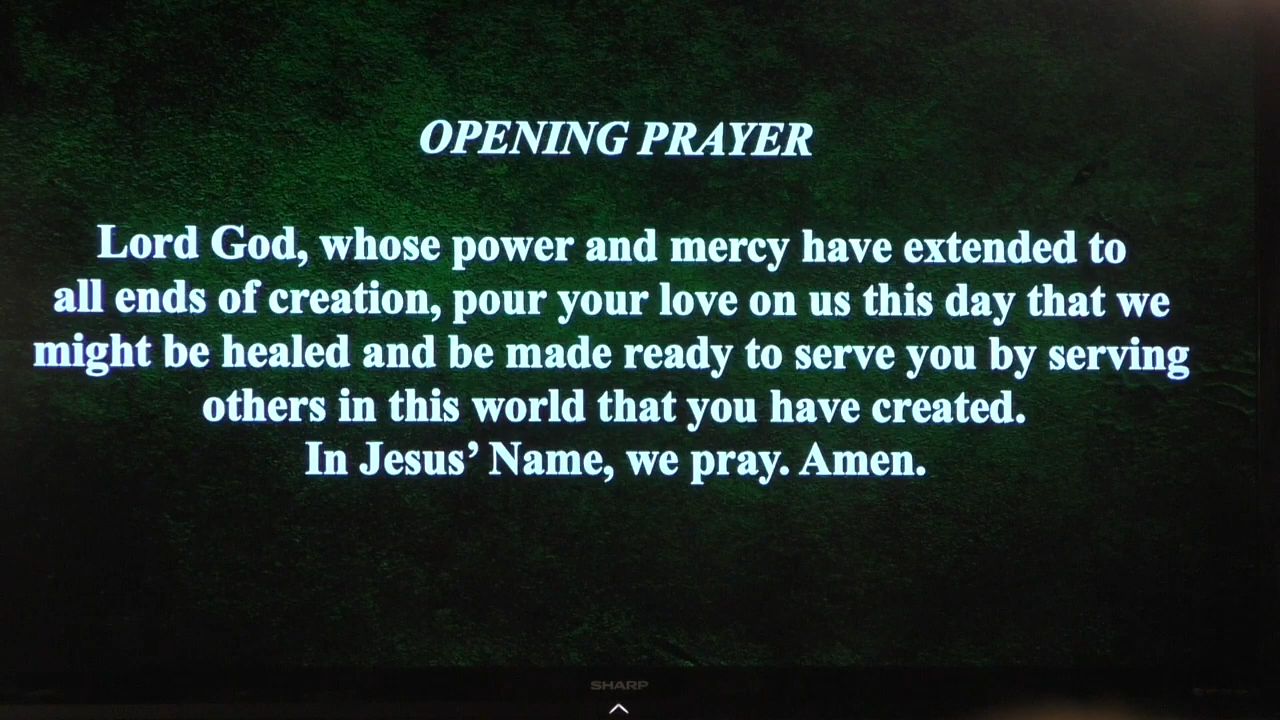 OPENING PRAYER
Lord God, whose power and mercy have extended to
all ends of creation, pour your love on us this day that we
might be healed and be made ready to serve you by serving
others in this world that you have created.
In Jesus’ Name, we pray. Amen.
SHARP